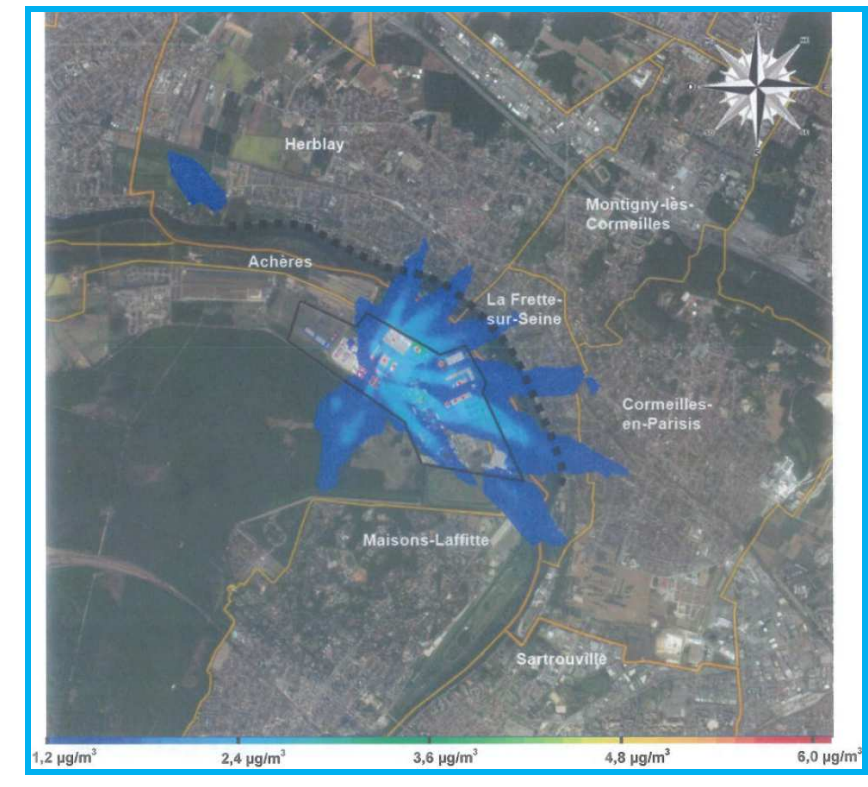 Herblay
Montigny-lès-
Cormeilles
Achères
La Frette-
sur-Seine
Cormeilles-
en-Parisis
Maisons-Laffitte
Sartrouville
1,2 µg/m³
2,4 µg/m³
3,6 µg/m³
4,8 µg/m³
6,0 µg/m³